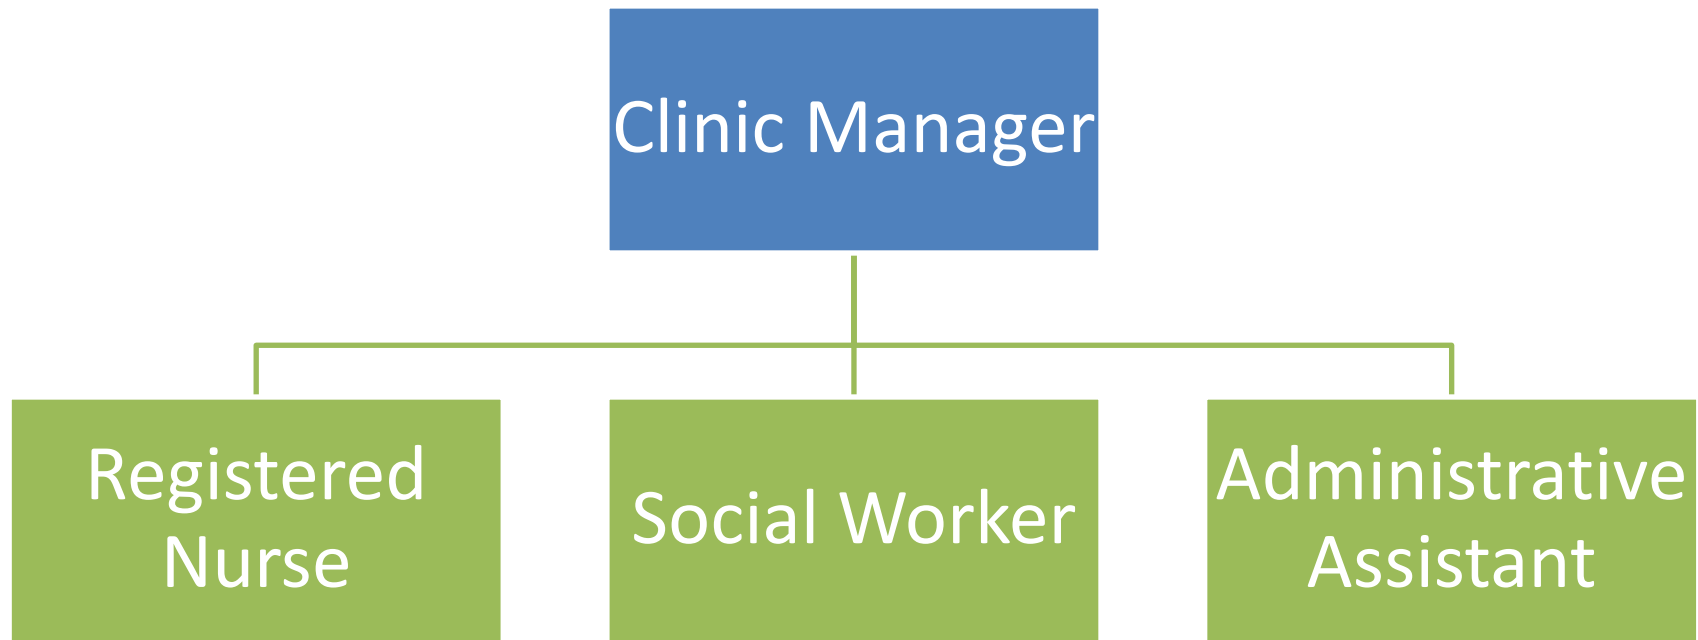 Clinic Manager
Registered
Nurse
Social Worker
Administrative
Assistant